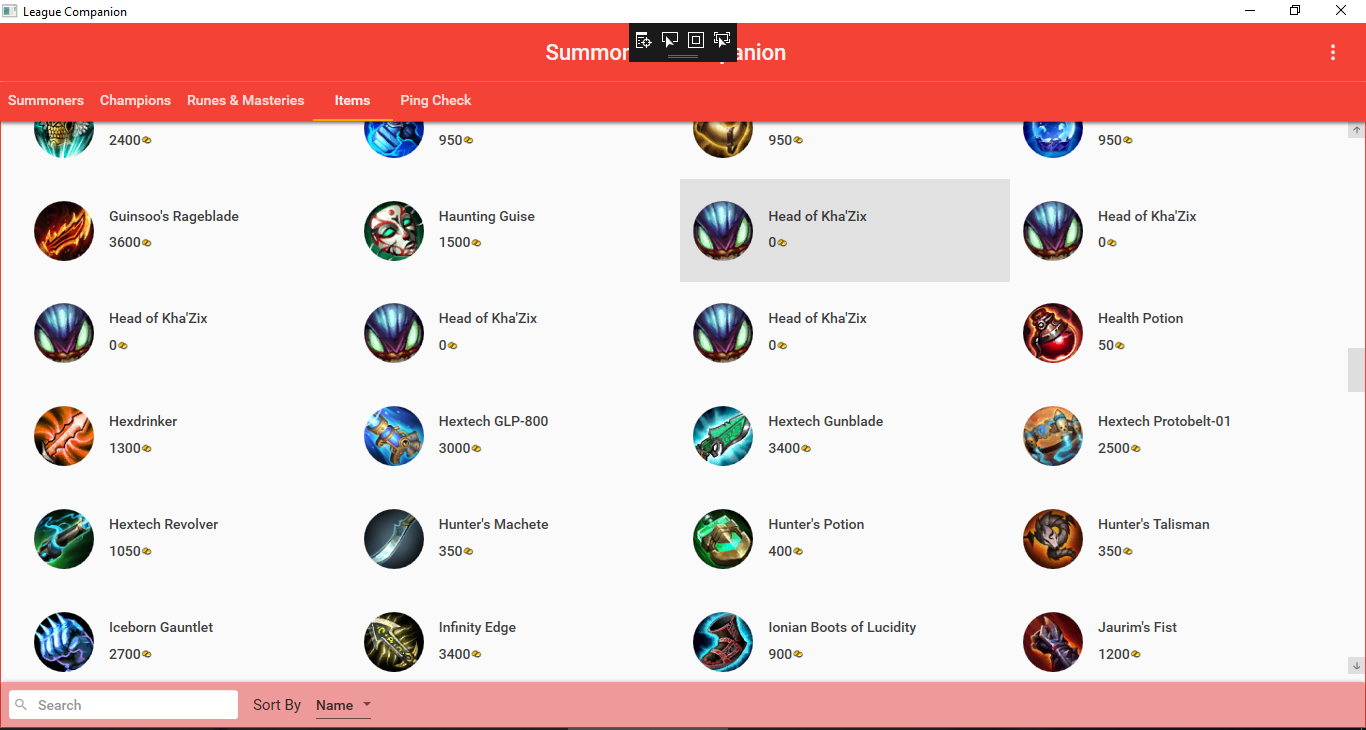 League Companion
Summo anion
Summoners Champions Runes & Masteries Items Ping Check
2400 950 950 950
Guinsoo's Rageblade Haunting Guise Head of Kha'Zix Head of Kha'Zix
3600 1500 0 0
Head of Kha'Zix Head of Kha'Zix Head of Kha'Zix Health Potion
0 0 0 50
Hexdrinker Hextech GLP-800 Hextech Gunblade Hextech Protobelt-01
1300 3000 3400 2500
Hextech Revolver Hunter's Machete Hunter's Potion Hunter's Talisman
1050 350 400 350
Iceborn Gauntlet Infinity Edge Ionian Boots of Lucidity Jaurim's Fist
2700 3400 900 1200
Search Sort By Name